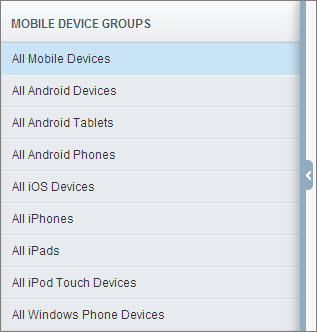 MOBILE DEVICE GROUPS
All Mobile Devices
All Android Devices
All Android Tablets
All Android Phones
All iOS Devices
All iPhones
All iPads
All iPod Touch Devices
All Windows Phone Devices